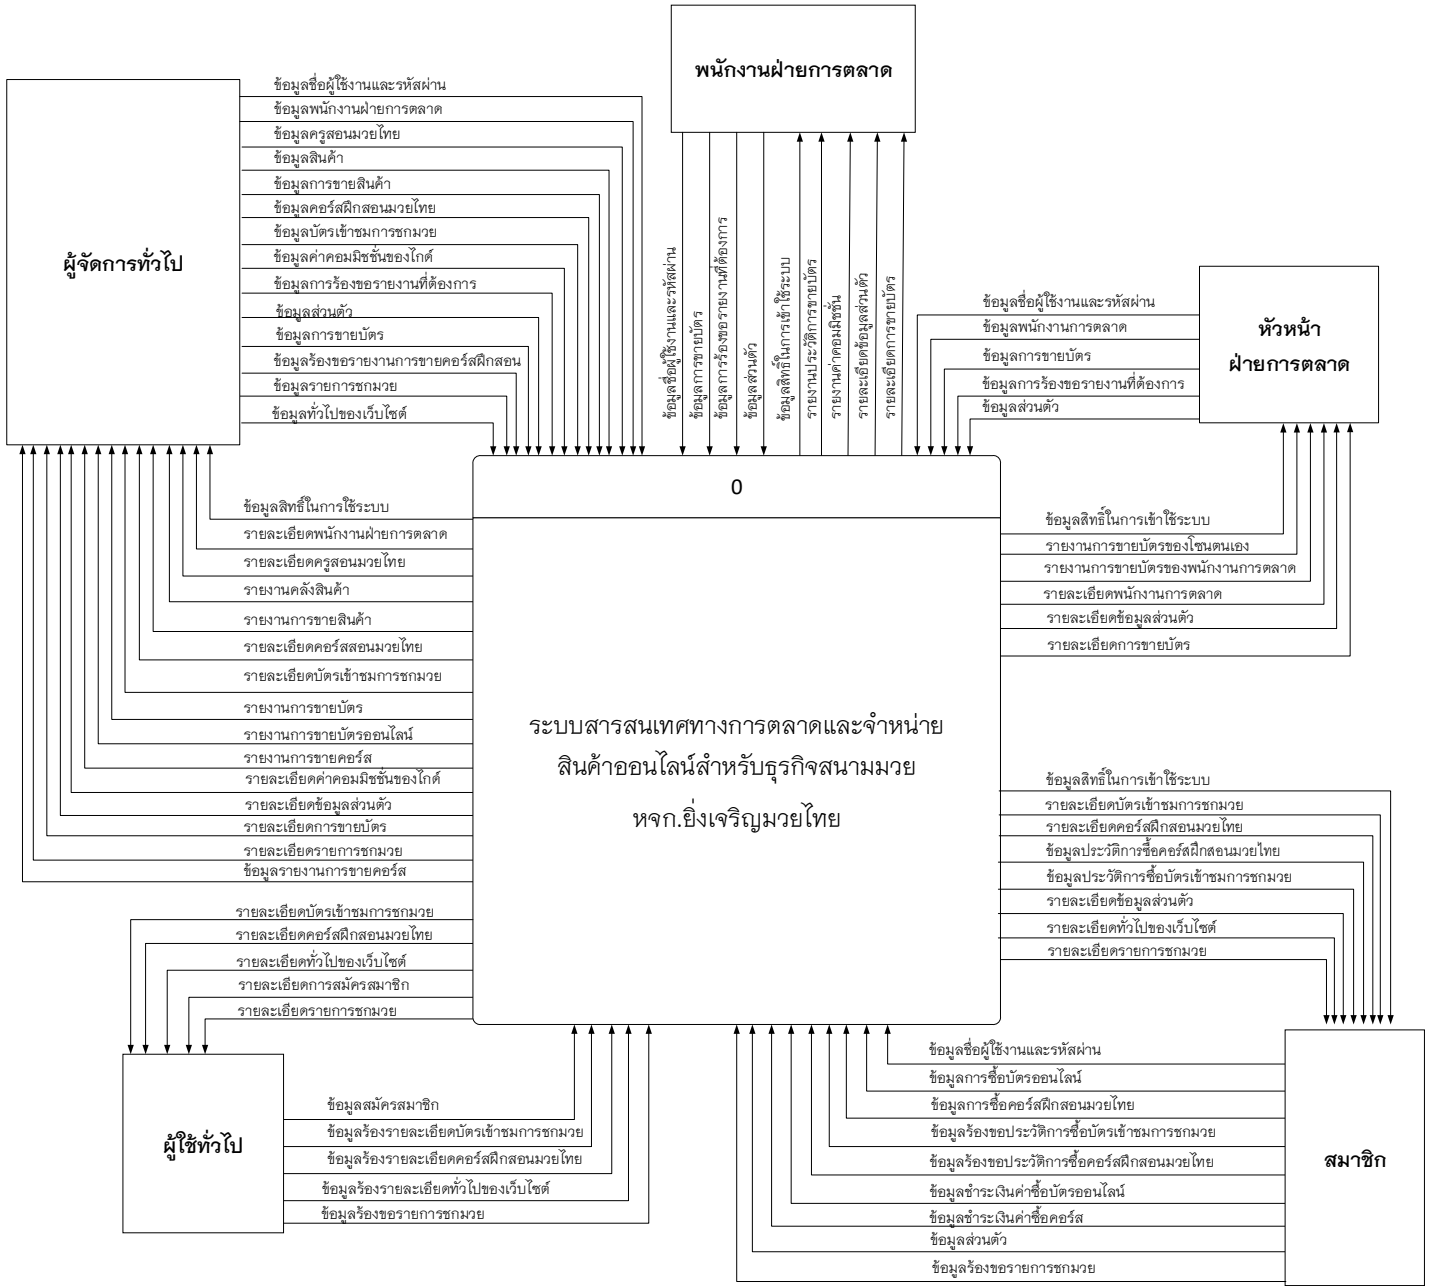 พนักงานฝ่ายการตลาด
ผู้จัดการทั่วไป
ข้อมูลชื่อผู้ใช้งานและรหัสผ่าน
ข้อมูลพนักงานฝ่ายการตลาด
ข้อมูลครูสอนมวยไทย
ข้อมูลสินค้า
ข้อมูลการขายสินค้า
ข้อมูลคอร์สฝึกสอนมวยไทย
ข้อมูลบัตรเข้าชมการชกมวย
ข้อมูลค่าคอมมิชชั่นของไกด์
ข้อมูลการร้องขอรายงานที่ต้องการ
ข้อมูลส่วนตัว
ข้อมูลการขายบัตร
ข้อมูลร้องขอรายงานการขายคอร์สฝึกสอน
ข้อมูลรายการชกมวย
ข้อมูลทั่วไปของเว็บไซต์
ข้อมูลชื่อผู้ใช้งานและรหัสผ่าน
ข้อมูลการขายบัตร
ข้อมูลการร้องขอรายงานที่ต้องการ
ข้อมูลส่วนตัว
ข้อมูลสิทธิ์ในการเข้าใช้ระบบ
รายงานประวัติการขายบัตร
รายงานค่าคอมมิชชั่น
รายละเอียดข้อมูลส่วนตัว
รายละเอียดการขายบัตร
หัวหน้า
ฝ่ายการตลาด
ข้อมูลชื่อผู้ใช้งานและรหัสผ่าน
ข้อมูลพนักงานการตลาด
ข้อมูลการขายบัตร
ข้อมูลการร้องขอรายงานที่ต้องการ
ข้อมูลส่วนตัว
0
ระบบสารสนเทศทางการตลาดและจำหน่าย
สินค้าออนไลน์สำหรับธุรกิจสนามมวย
หจก.ยิ่งเจริญมวยไทย
ข้อมูลสิทธิ์ในการใช้ระบบ
รายละเอียดพนักงานฝ่ายการตลาด
รายละเอียดครูสอนมวยไทย
รายงานคลังสินค้า
รายงานการขายสินค้า
รายละเอียดคอร์สสอนมวยไทย
รายละเอียดบัตรเข้าชมการชกมวย
รายงานการขายบัตร
รายงานการขายบัตรออนไลน์
รายงานการขายคอร์ส
รายละเอียดค่าคอมมิชชั่นของไกด์
รายละเอียดข้อมูลส่วนตัว
รายละเอียดการขายบัตร
รายละเอียดรายการชกมวย
ข้อมูลรายงานการขายคอร์ส
ข้อมูลสิทธิ์ในการเข้าใช้ระบบ
รายงานการขายบัตรของโซนตนเอง
รายงานการขายบัตรของพนักงานการตลาด
รายละเอียดพนักงานการตลาด
รายละเอียดข้อมูลส่วนตัว
รายละเอียดการขายบัตร
ข้อมูลสิทธิ์ในการเข้าใช้ระบบ
รายละเอียดบัตรเข้าชมการชกมวย
รายละเอียดคอร์สฝึกสอนมวยไทย
ข้อมูลประวัติการซื้อคอร์สฝึกสอนมวยไทย
ข้อมูลประวัติการซื้อบัตรเข้าชมการชกมวย
รายละเอียดข้อมูลส่วนตัว
รายละเอียดทั่วไปของเว็บไซต์
รายละเอียดรายการชกมวย
รายละเอียดบัตรเข้าชมการชกมวย
รายละเอียดคอร์สฝึกสอนมวยไทย
รายละเอียดทั่วไปของเว็บไซต์
รายละเอียดการสมัครสมาชิก
รายละเอียดรายการชกมวย
ผู้ใช้ทั่วไป
ข้อมูลสมัครสมาชิก
ข้อมูลร้องรายละเอียดบัตรเข้าชมการชกมวย
ข้อมูลร้องรายละเอียดคอร์สฝึกสอนมวยไทย
ข้อมูลร้องรายละเอียดทั่วไปของเว็บไซต์
ข้อมูลร้องขอรายการชกมวย
ข้อมูลชื่อผู้ใช้งานและรหัสผ่าน
ข้อมูลการซื้อบัตรออนไลน์
ข้อมูลการซื้อคอร์สฝึกสอนมวยไทย
ข้อมูลร้องขอประวัติการซื้อบัตรเข้าชมการชกมวย
ข้อมูลร้องขอประวัติการซื้อคอร์สฝึกสอนมวยไทย
ข้อมูลชำระเงินค่าซื้อบัตรออนไลน์
ข้อมูลชำระเงินค่าซื้อคอร์ส
ข้อมูลส่วนตัว
ข้อมูลร้องขอรายการชกมวย
สมาชิก